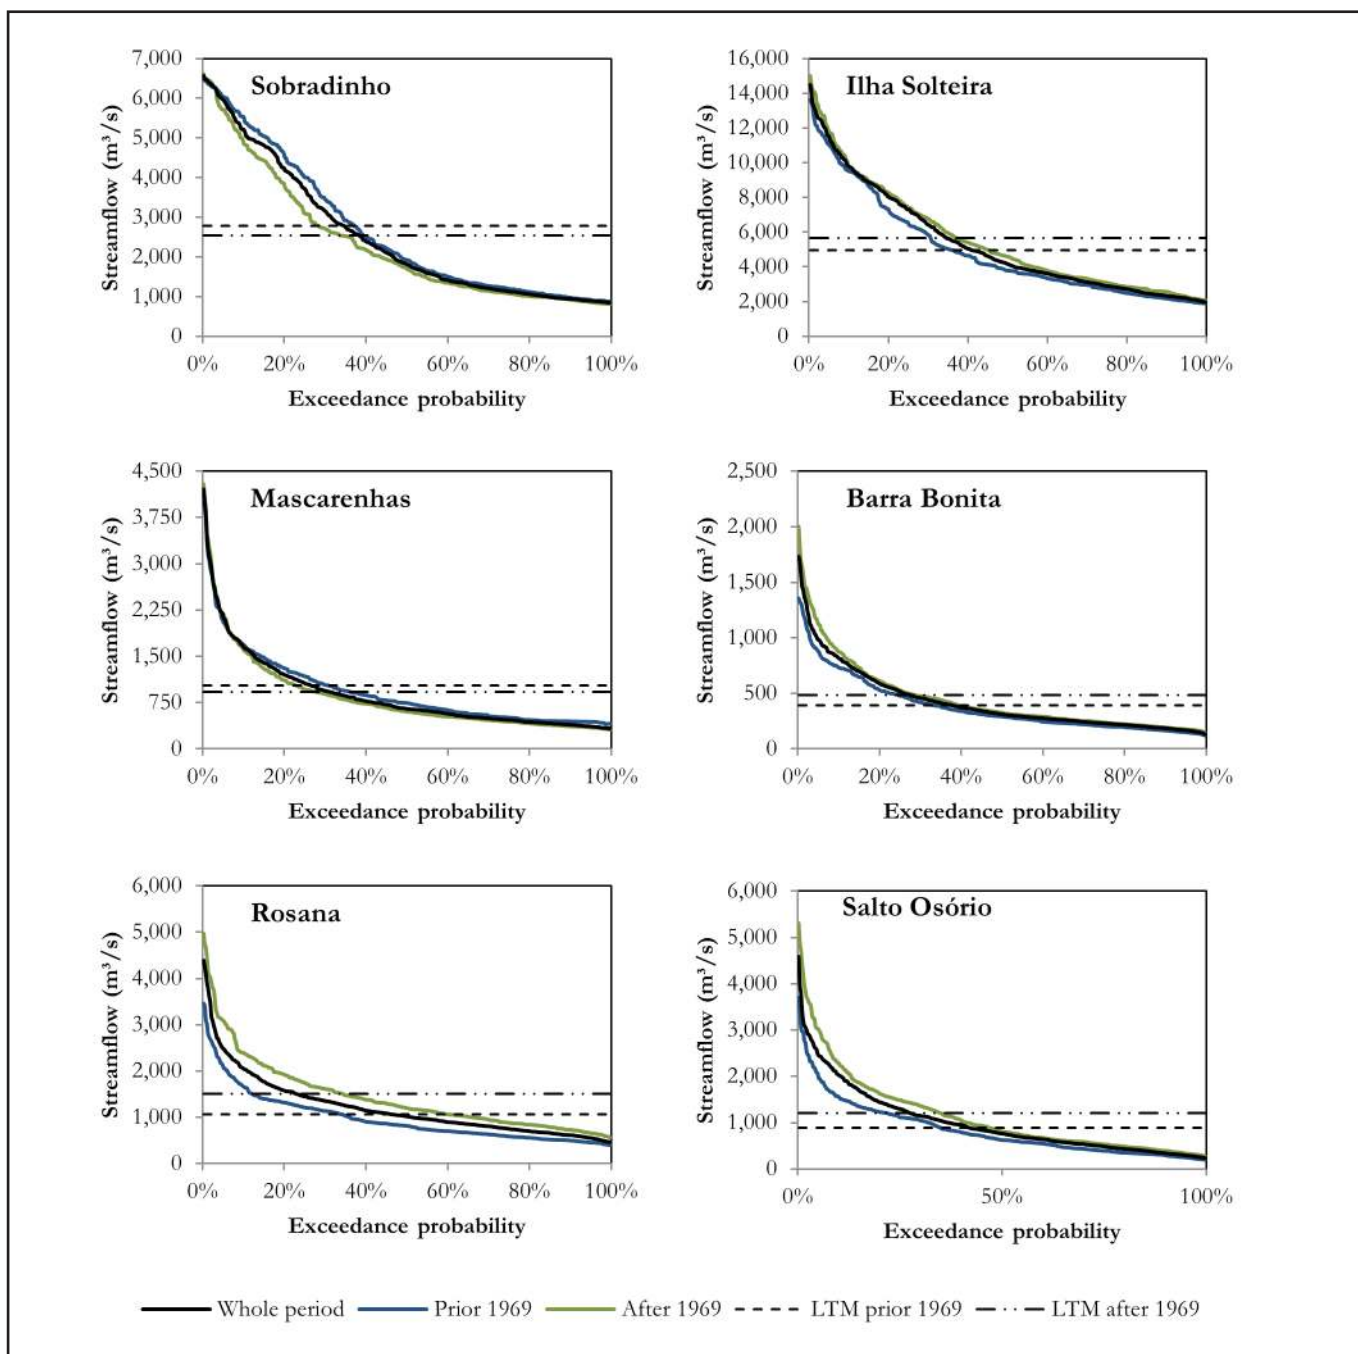 Sobradinho
Streamflow (m³/s)
7,000
6,000
5,000
4,000
3,000
2,000
1,000
0
0% 20% 40% 60% 80% 100%
Exceedance probability
Ilha Solteira
Streamflow (m³/s)
16,000
14,000
12,000
10,000
8,000
6,000
4,000
2,000
0
0% 20% 40% 60% 80% 100%
Exceedance probability
Mascarenhas
Streamflow (m³/s)
4,500
3,750
3,000
2,250
1,500
750
0
0% 20% 40% 60% 80% 100%
Exceedance probability
Barra Bonita
Streamflow (m³/s)
2,500
2,000
1,500
1,000
500
0
0% 20% 40% 60% 80% 100%
Exceedance probability
Rosana
Streamflow (m³/s)
6,000
5,000
4,000
3,000
2,000
1,000
0
0% 20% 40% 60% 80% 100%
Exceedance probability
Salto Osório
Streamflow (m³/s)
6,000
5,000
4,000
3,000
2,000
1,000
0
0% 50% 100%
Exceedance probability
Whole period Prior 1969 After 1969 LTM prior 1969 LTM after 1969